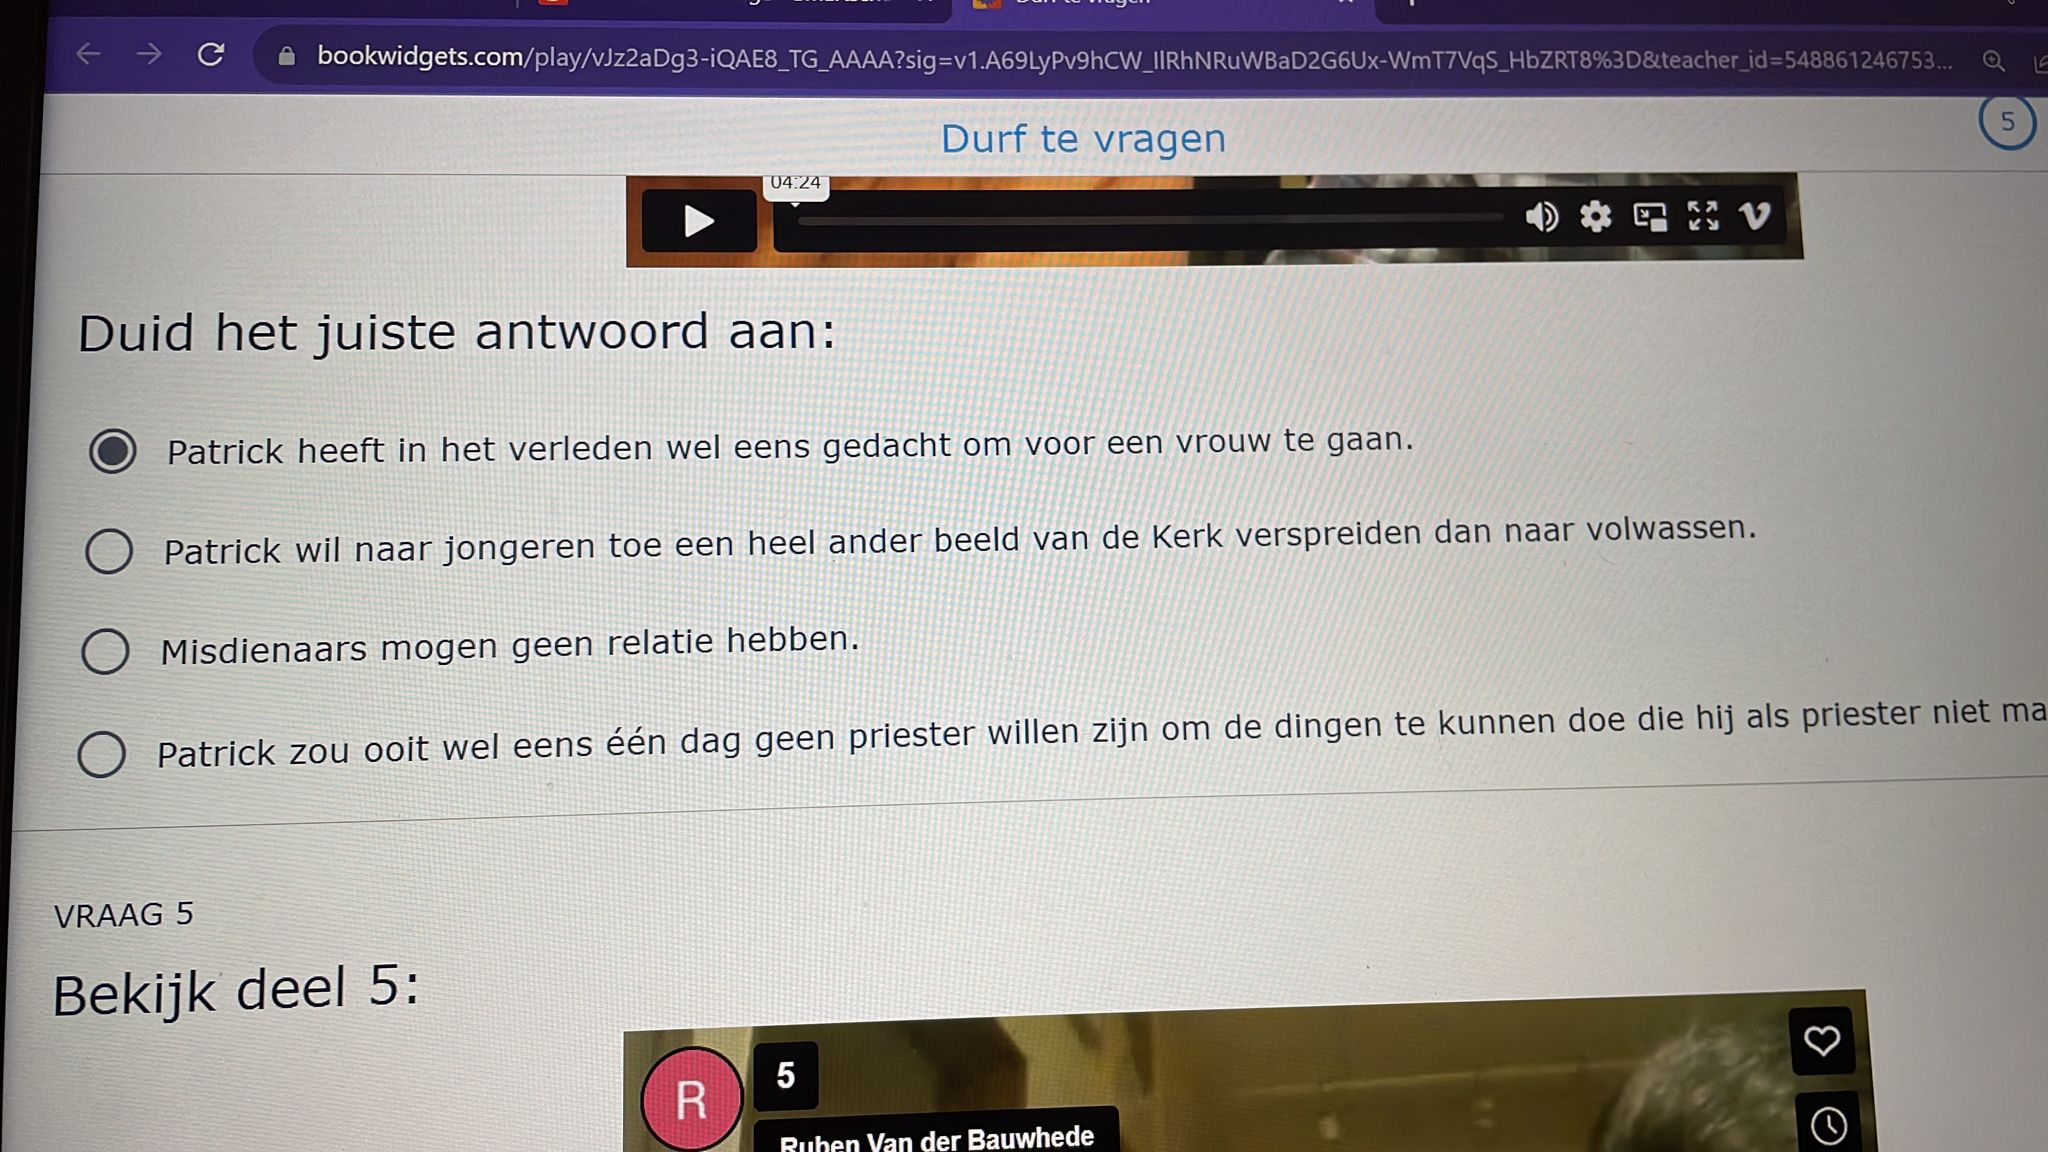 bookwidgets.com/play/vJz2aDg3-iQAE8_TG_AAAA?sig=v1.A69LyPv9hCW_IlRhNRuWBaD2G6Ux-WmT7VqS_HbZRT8%3D&teacher_id=548861246753...
Durf te vragen
5
04:24
Duid het juiste antwoord aan:
Patrick heeft in het verleden wel eens gedacht om voor een vrouw te gaan.
Patrick wil naar jongeren toe een heel ander beeld van de Kerk verspreiden dan naar volwassen.
Misdienaars mogen geen relatie hebben.
Patrick zou ooit wel eens één dag geen priester willen zijn om de dingen te kunnen doe die hij als priester niet ma
VRAAG 5
Bekijk deel 5:
R
5
Ruben Van der Bauwhede